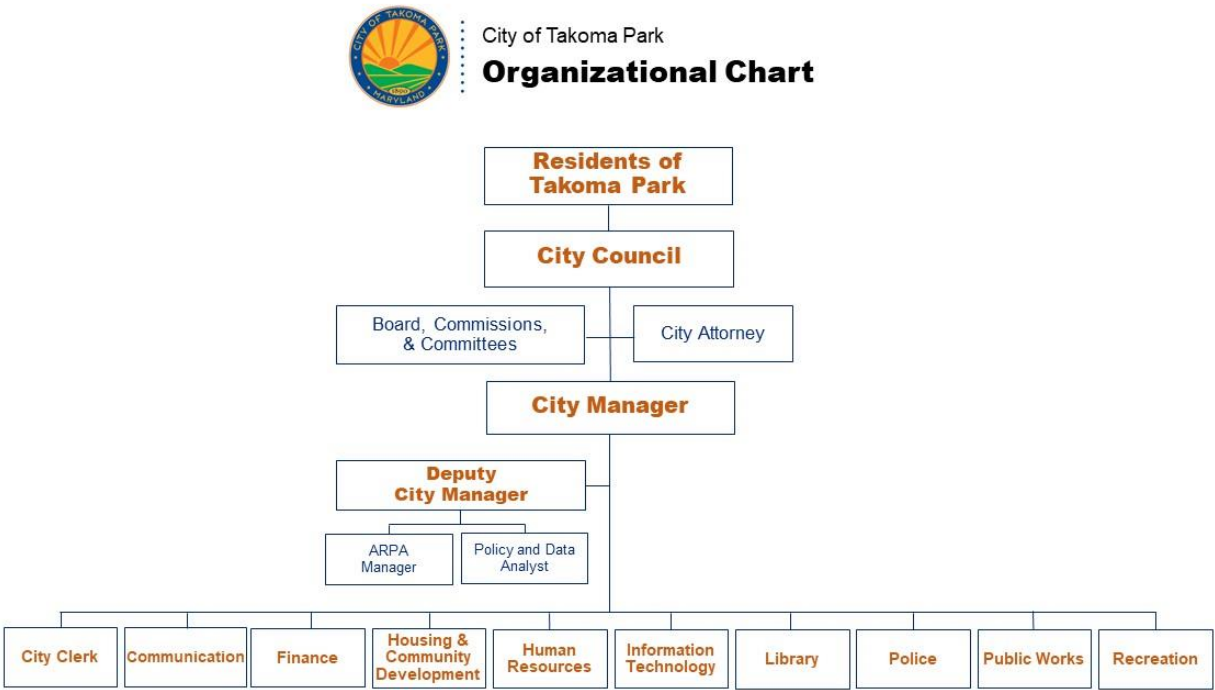 CITY OF TAKOMA PARK
MARYLAND
1890
City of Takoma Park
Organizational Chart
Residents of
Takoma Park
City Council
Board, Commissions,
& Committees
City Attorney
City Manager
Deputy
City Manager
ARPA
Manager
Policy and Data
Analyst
City Clerk
Communication
Finance
Housing &
Community
Development
Human
Resources
Information
Technology
Library
Police
Public Works
Recreation